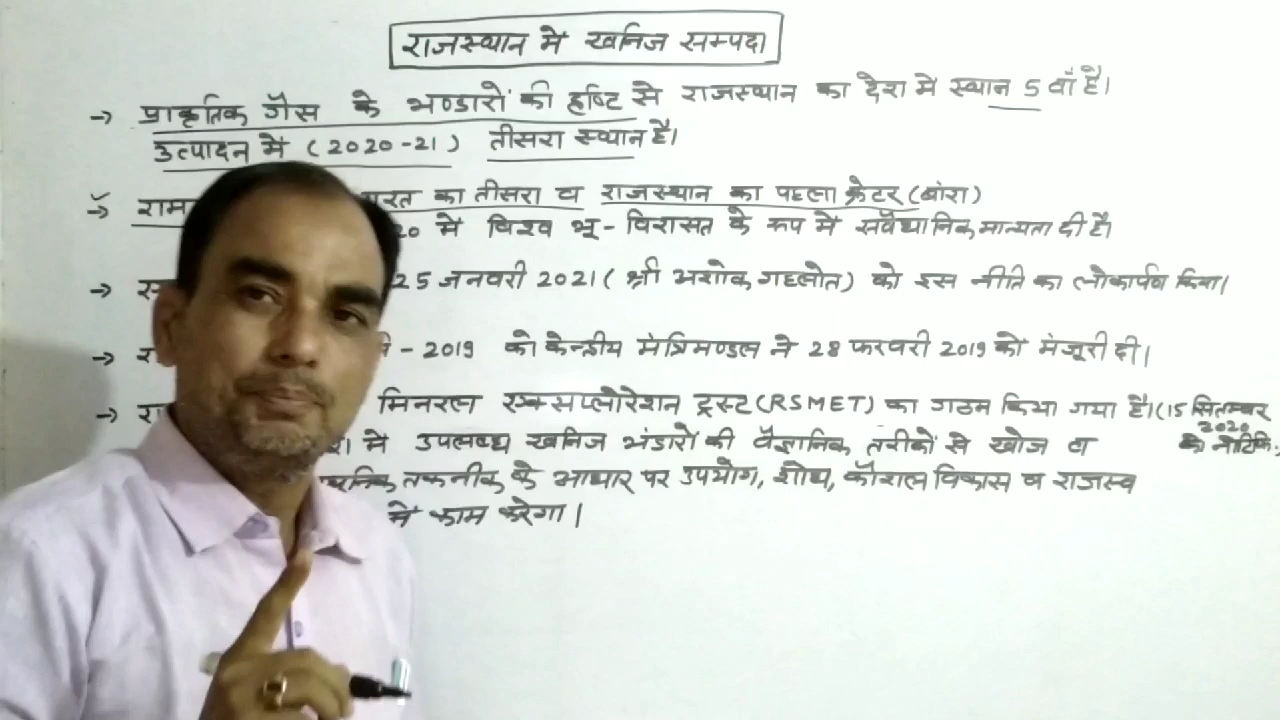 राजस्थान में खनिज सम्पदा
→ प्राकृतिक गैस के भण्डारों की दृष्टि से राजस्थान का देश में स्थान 5 वाँ है।
उत्पादन में (2020-21) तीसरा स्थान है।
→ का तीसरा व राजस्थान का पहला क्रेटर (बांरा)
में विश्व भू-विरासत के रूप में संवैधानिक मान्यता दी है।
→ 25 जनवरी 2021 (श्री अशोक गहलोत) को इस नीति का लोकार्पण किया।
→ - 2019 को केन्द्रीय मंत्रिमण्डल ने 28 फरवरी 2019 को मंजूरी दी।
→ मिनरल एक्सप्लोरेशन ट्रस्ट (RSMET) का गठन किया गया है। (15 सितम्बर
2020
में उपलब्ध खनिज भंडारों की वैज्ञानिक तरीकों से खोज व
तकनीक के आधार पर उपयोग, शोध, कौशल विकास व राजस्व
में काम करेगा।